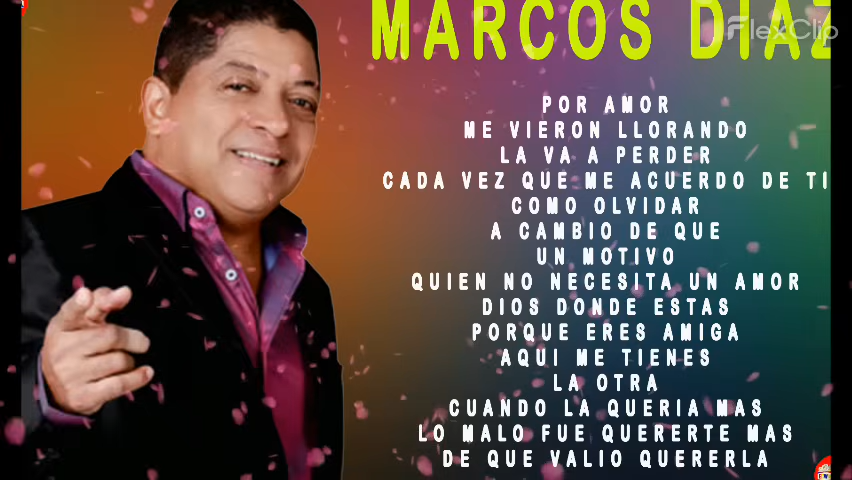 MARCOS DIAZ
FlexClip
POR AMOR
ME VIERON LLORANDO
LA VA A PERDER
CADA VEZ QUE ME ACUERDO DE TI
COMO OLVIDAR
A CAMBIO DE QUE
UN MOTIVO
QUIEN NO NECESITA UN AMOR
DIOS DONDE ESTAS
PORQUE ERES AMIGA
AQUI ME TIENES
LA OTRA
CUANDO LA QUERIA MAS
LO MALO FUE QUERERTE MAS
DE QUE VALIO QUERERLA